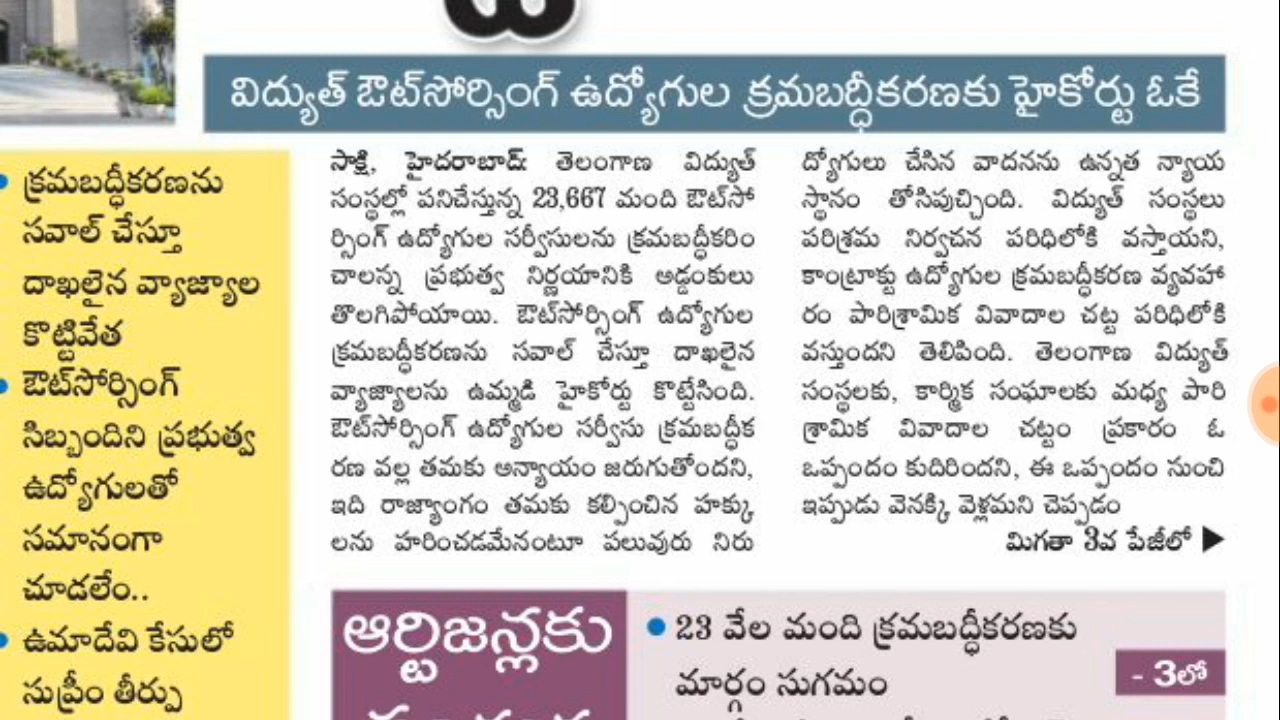 విద్యుత్ ఔట్‌సోర్సింగ్ ఉద్యోగుల క్రమబద్ధీకరణకు హైకోర్టు ఓకే
క్రమబద్ధీకరణను
సవాల్ చేస్తూ
దాఖలైన వ్యాజ్యాల
కొట్టివేత
ఔట్‌సోర్సింగ్
సిబ్బందిని ప్రభుత్వ
ఉద్యోగులతో
సమానంగా
చూడలేం..
ఉమాదేవి కేసులో
సుప్రీం తీర్పు
సాక్షి, హైదరాబాద్: తెలంగాణ విద్యుత్
సంస్థల్లో పనిచేస్తున్న 23,667 మంది ఔట్‌సో
ర్సింగ్ ఉద్యోగుల సర్వీసులను క్రమబద్ధీకరిం
చాలన్న ప్రభుత్వ నిర్ణయానికి అడ్డంకులు
తొలగిపోయాయి. ఔట్‌సోర్సింగ్ ఉద్యోగుల
క్రమబద్ధీకరణను సవాల్ చేస్తూ దాఖలైన
వ్యాజ్యాలను ఉమ్మడి హైకోర్టు కొట్టేసింది.
ఔట్‌సోర్సింగ్ ఉద్యోగుల సర్వీసు క్రమబద్ధీక
రణ వల్ల తమకు అన్యాయం జరుగుతోందని,
ఇది రాజ్యాంగం తమకు కల్పించిన హక్కు
లను హరించడమేనంటూ పలువురు నిరు
ద్యోగులు చేసిన వాదనను ఉన్నత న్యాయ
స్థానం తోసిపుచ్చింది. విద్యుత్ సంస్థలు
పరిశ్రమ నిర్వచన పరిధిలోకి వస్తాయని,
కాంట్రాక్టు ఉద్యోగుల క్రమబద్ధీకరణ వ్యవహా
రం పారిశ్రామిక వివాదాల చట్ట పరిధిలోకి
వస్తుందని తెలిపింది. తెలంగాణ విద్యుత్
సంస్థలకు, కార్మిక సంఘాలకు మధ్య పారి
శ్రామిక వివాదాల చట్టం ప్రకారం ఓ
ఒప్పందం కుదిరిందని, ఈ ఒప్పందం నుంచి
ఇప్పుడు వెనక్కి వెళ్లమని చెప్పడం
మిగతా 3వ పేజీలో
ఆర్టిజన్లకు
23 వేల మంది క్రమబద్ధీకరణకు
మార్గం సుగమం
- 3లో